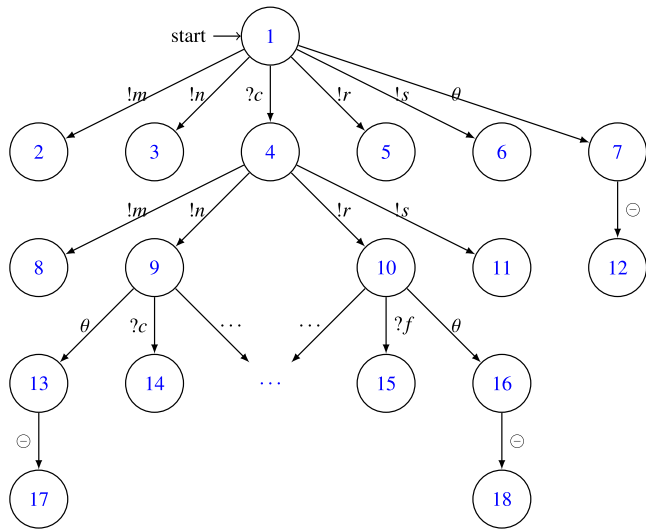 start 1
!m !n ?c !r !s θ
2 3 4 5 6 7
!m !n !r !s ⊖
8 9 10 11 12
θ ?c ⋯ ⋯ ?f θ
13 14 ⋯ 15 16
⊖ ⊖
17 18